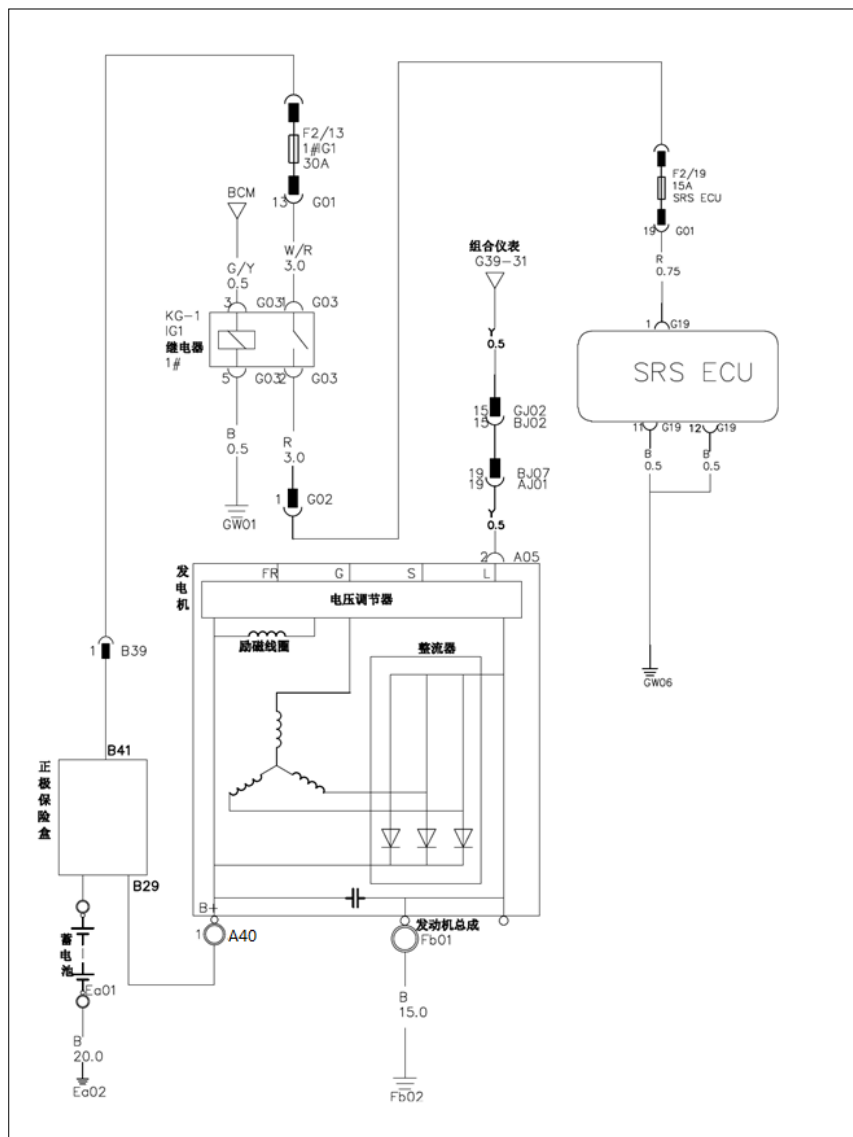 F2/13
1#IG1
30A
13 G01
BCM
W/R
3.0
G/Y
0.5
3 G03 1 G03
KG-1
IG1
继电器
1#
5 G03 2 G03
B
0.5
GW01
R
3.0
1 G02
组合仪表
G39-31
Y
0.5
15 GJ02
15 BJ02
19 BJ07
19 AJ01
Y
0.5
2 A05
F2/19
15A
SRS ECU
19 G01
R
0.75
1 G19
SRS ECU
11 G19 12 G19
B
0.5
B
0.5
GW06
发电机
FR G S L
电压调节器
励磁线圈
整流器
B+
1 A40
发动机总成
Fb01
B
15.0
Fb02
1 B39
B41
正极保险盒
B29
蓄电池
Ea01
B
20.0
Ea02